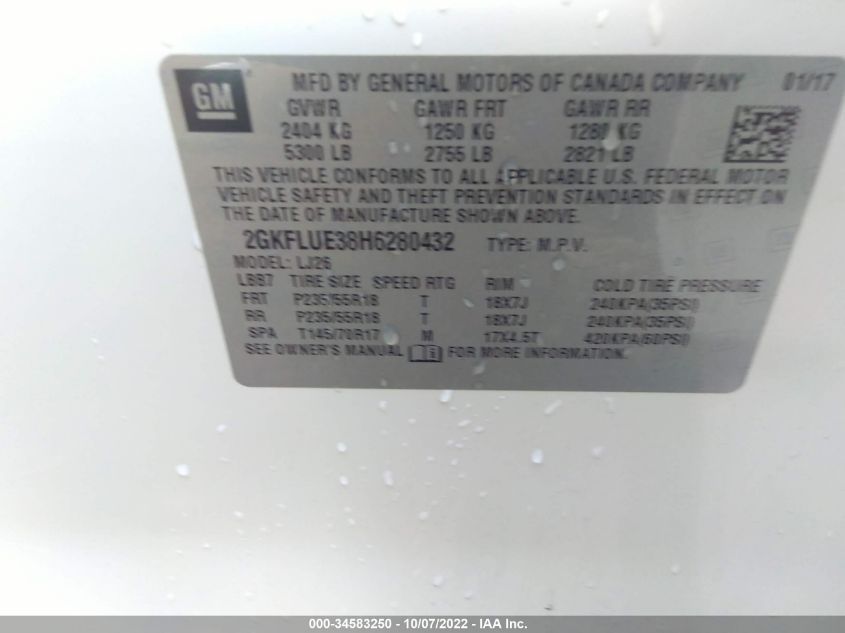 GM
MFD BY GENERAL MOTORS OF CANADA COMPANY 01/17
GVWR GAWR FRT GAWR RR
2404 KG 1250 KG 1280 KG
5300 LB 2755 LB 2821 LB
THIS VEHICLE CONFORMS TO ALL APPLICABLE U.S. FEDERAL MOTOR
VEHICLE SAFETY AND THEFT PREVENTION STANDARDS IN EFFECT ON
THE DATE OF MANUFACTURE SHOWN ABOVE.
2GKFLUE38H6280432 TYPE: M.P.V.
MODEL: LJ26
LBB7 TIRE SIZE SPEED RTG RIM COLD TIRE PRESSURE
FRT P235/55R18 T 18X7J 240KPA(35PSI)
RR P235/55R18 T 18X7J 240KPA(35PSI)
SPA T145/70R17 M 17X4.5T 420KPA(60PSI)
SEE OWNER'S MANUAL FOR MORE INFORMATION.
000-34583250 - 10/07/2022 - IAA Inc.